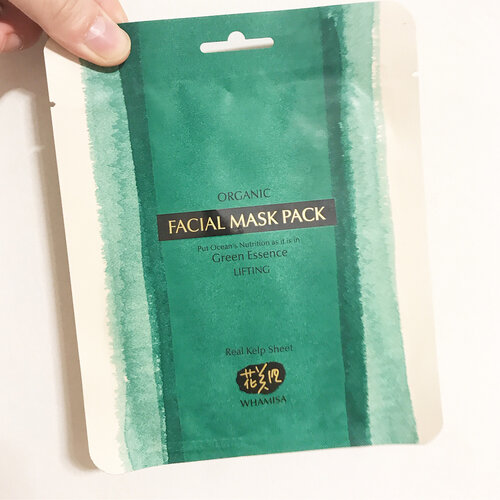 ORGANIC
FACIAL MASK PACK
Put Ocean's Nutrition as it is in
Green Essence
LIFTING
Real Kelp Sheet
花美水
WHAMISA